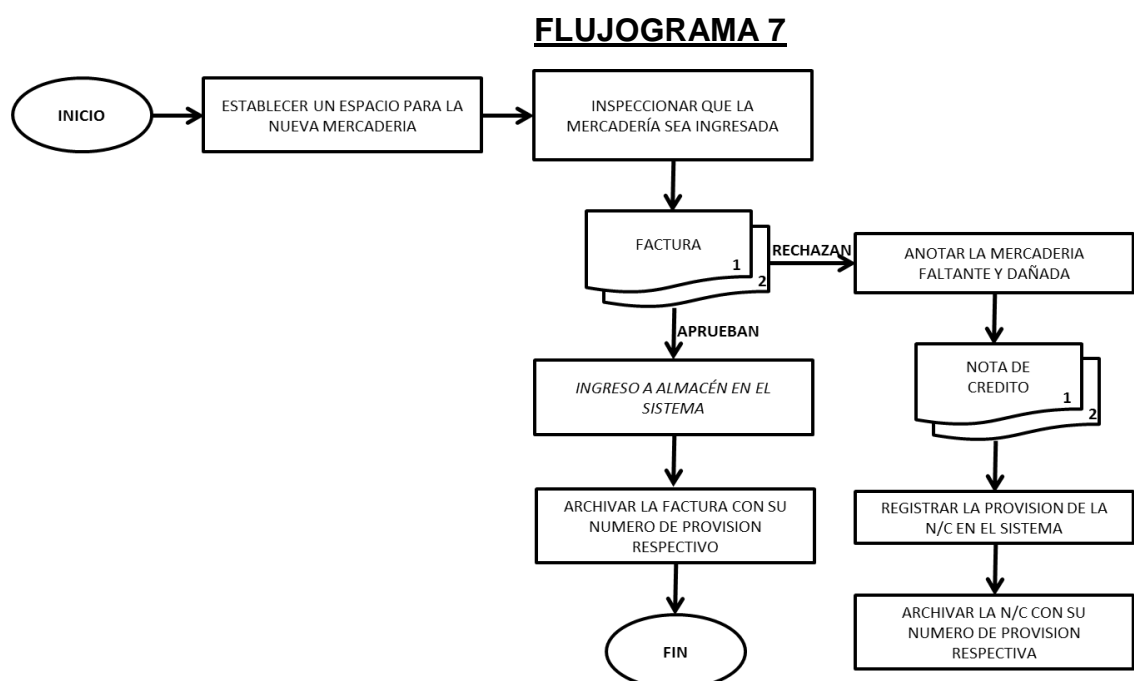 FLUJOGRAMA 7
INICIO
ESTABLECER UN ESPACIO PARA LA
NUEVA MERCADERIA
INSPECCIONAR QUE LA
MERCADERÍA SEA INGRESADA
FACTURA
1
2
RECHAZAN
ANOTAR LA MERCADERIA
FALTANTE Y DAÑADA
APRUEBAN
INGRESO A ALMACÉN EN EL
SISTEMA
NOTA DE
CREDITO
1
2
ARCHIVAR LA FACTURA CON SU
NUMERO DE PROVISION
RESPECTIVO
REGISTRAR LA PROVISION DE LA
N/C EN EL SISTEMA
FIN
ARCHIVAR LA N/C CON SU
NUMERO DE PROVISION
RESPECTIVA